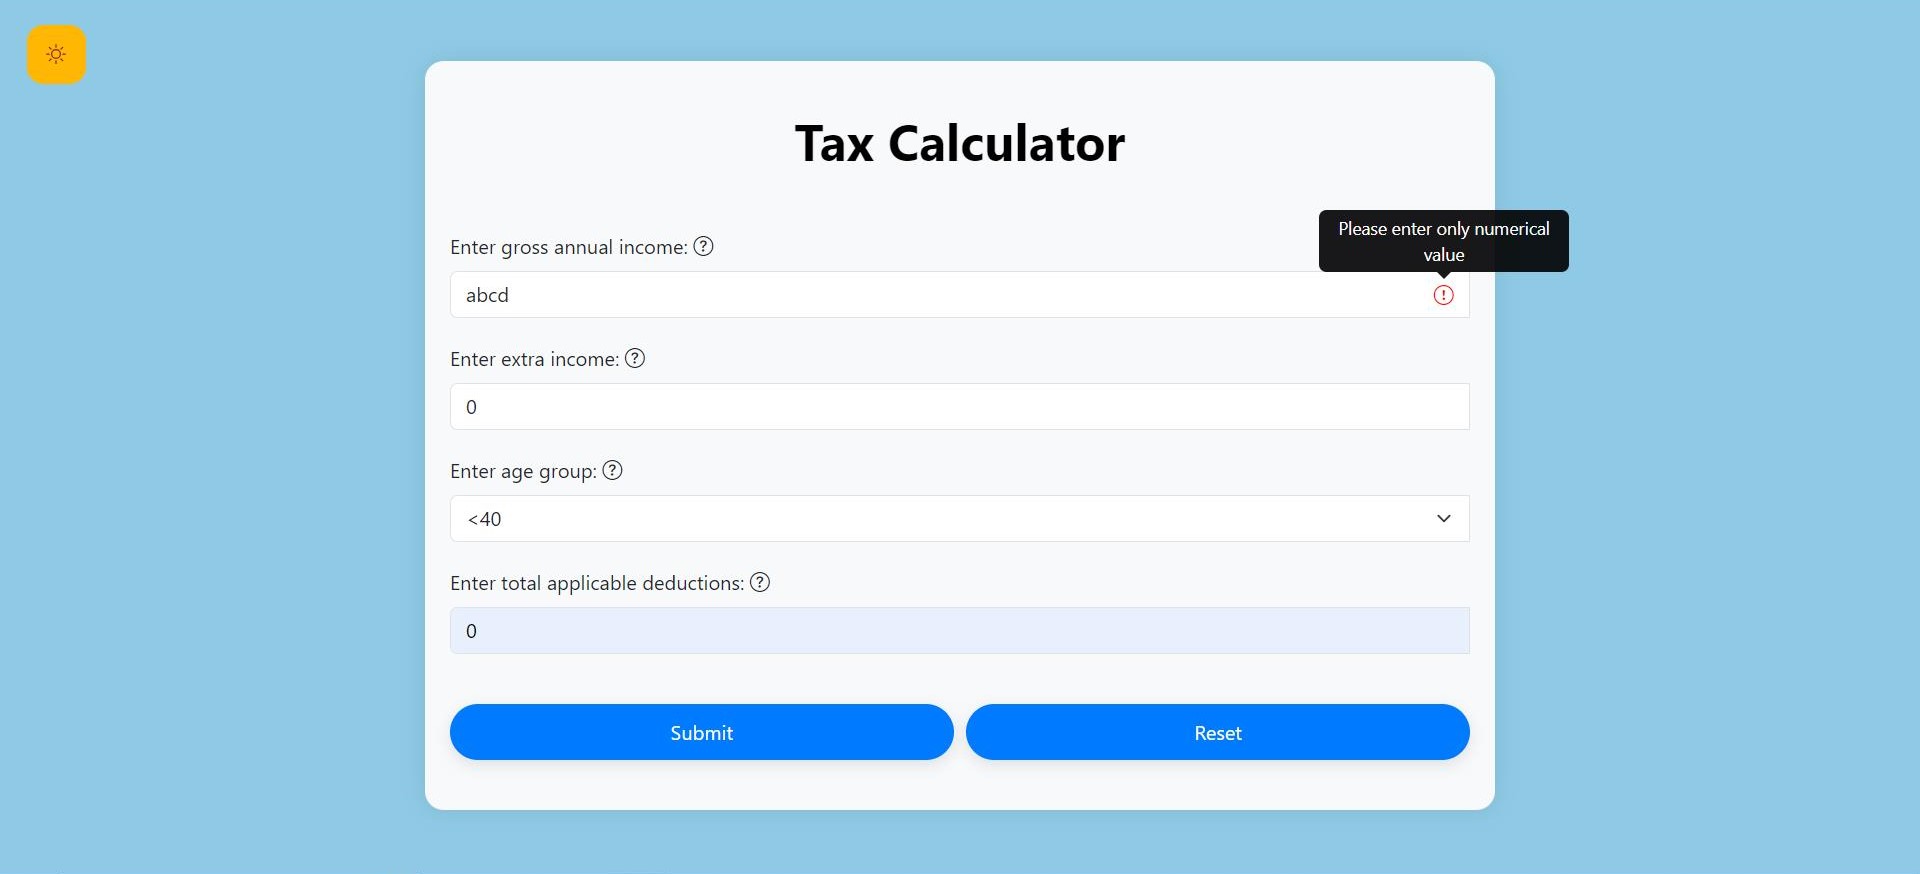 Tax Calculator
Please enter only numerical
value
Enter gross annual income: ?
abcd
!
Enter extra income: ?
0
Enter age group: ?
<40
Enter total applicable deductions: ?
0
Submit
Reset